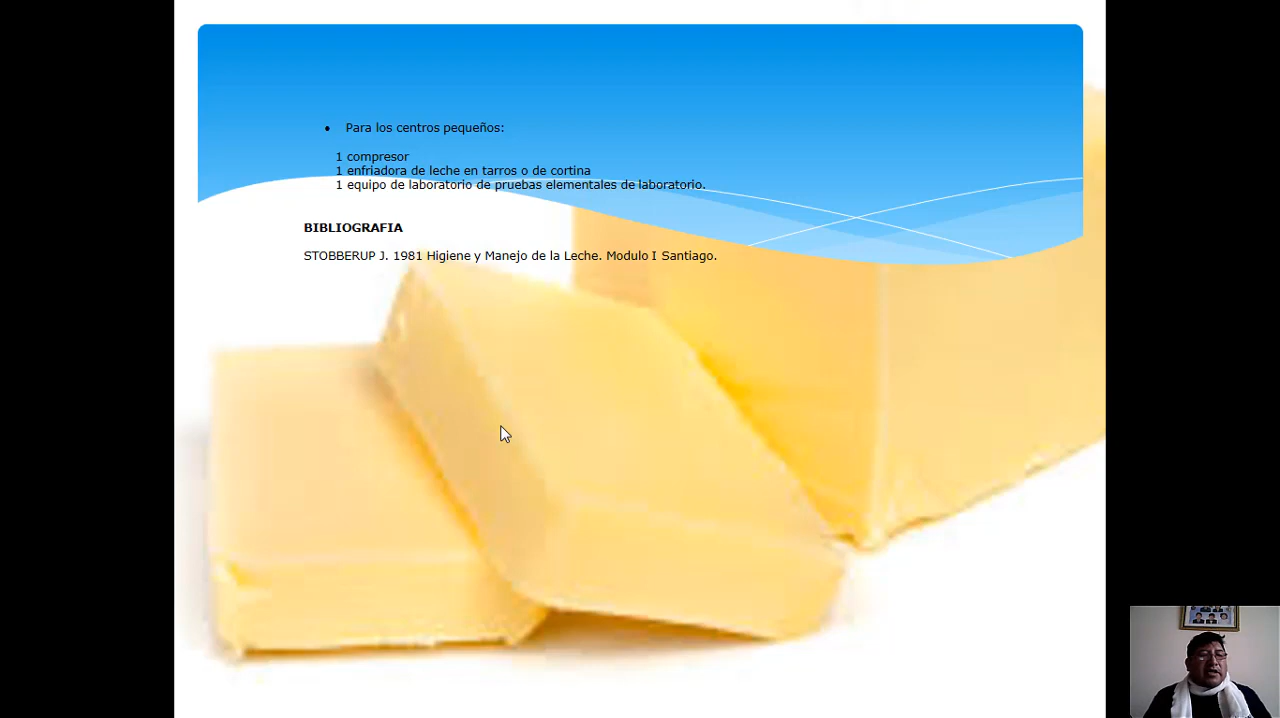 • Para los centros pequeños:
1 compresor
1 enfriadora de leche en tarros o de cortina
1 equipo de laboratorio de pruebas elementales de laboratorio.
BIBLIOGRAFIA
STOBBERUP J. 1981 Higiene y Manejo de la Leche. Modulo I Santiago.